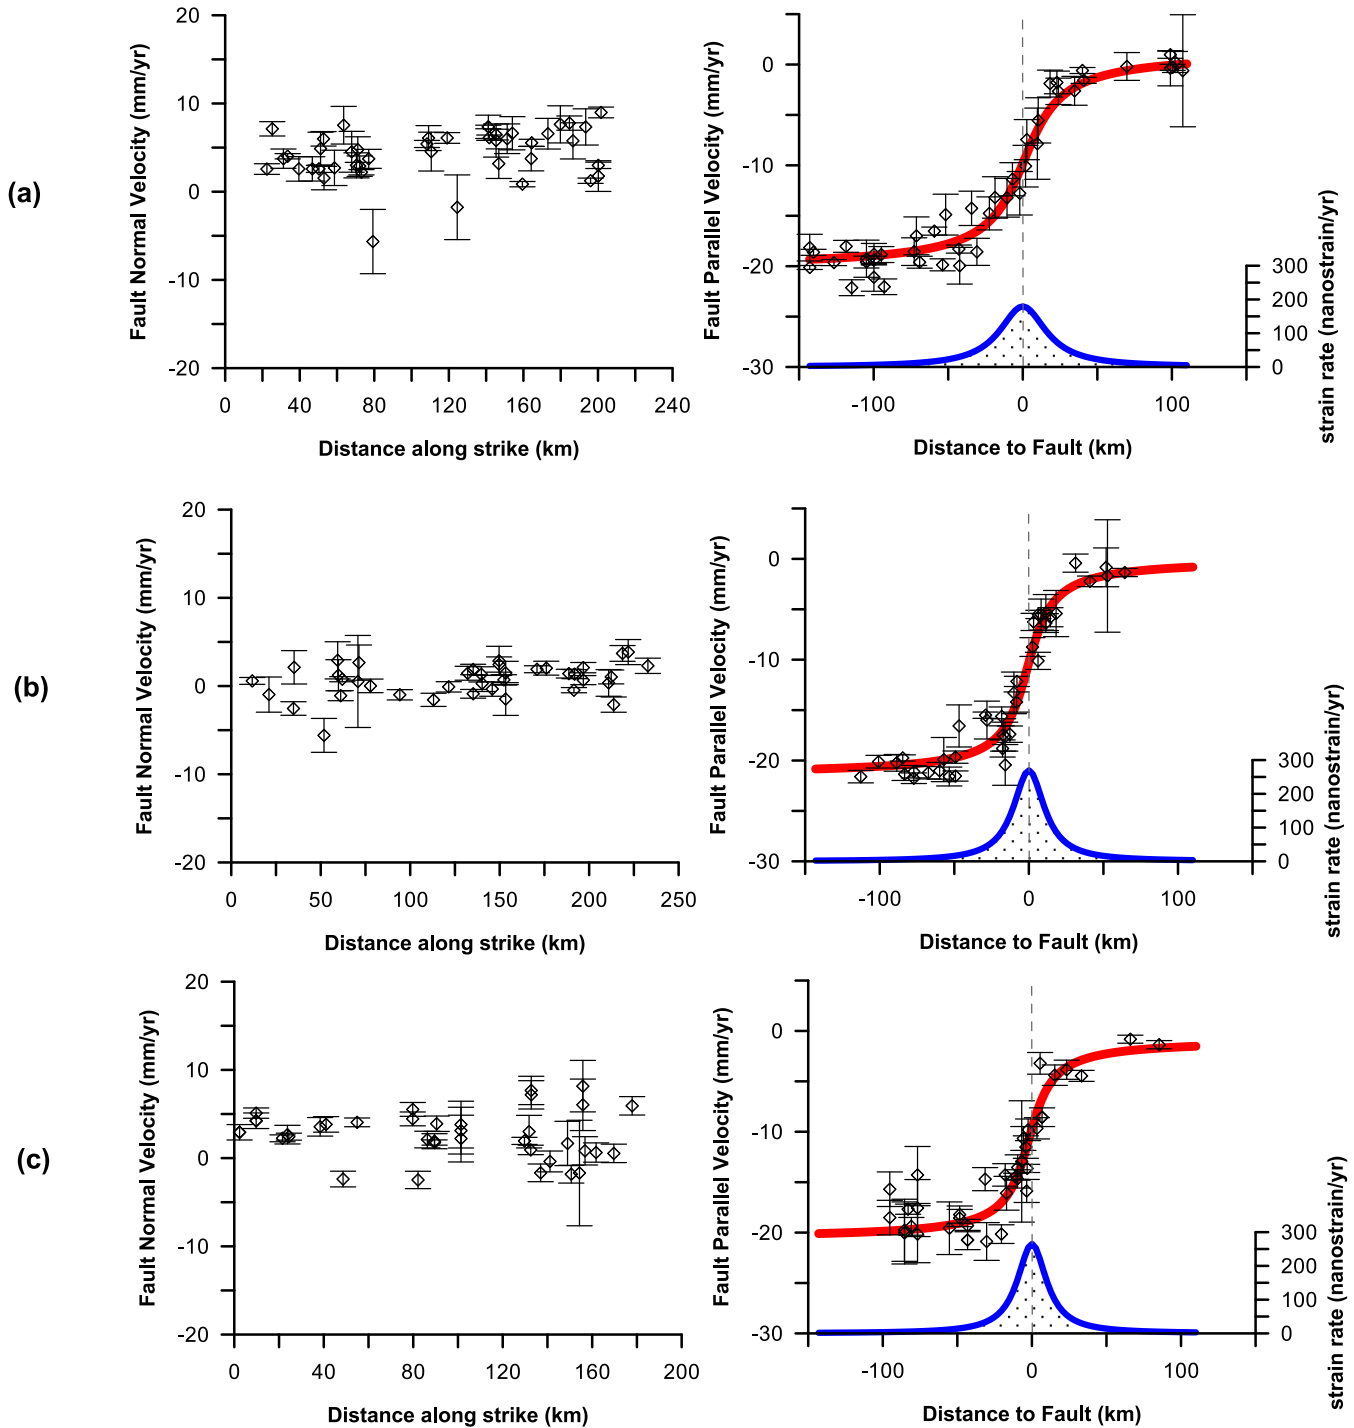 (a)
Fault Normal Velocity (mm/yr)
20
10
0
-10
-20
0 40 80 120 160 200 240
Distance along strike (km)
Fault Parallel Velocity (mm/yr)
0
-10
-20
-30
-100 0 100
Distance to Fault (km)
300
200
100
0
strain rate (nanostrain/yr)
(b)
Fault Normal Velocity (mm/yr)
20
10
0
-10
-20
0 50 100 150 200 250
Distance along strike (km)
Fault Parallel Velocity (mm/yr)
0
-10
-20
-30
-100 0 100
Distance to Fault (km)
300
200
100
0
strain rate (nanostrain/yr)
(c)
Fault Normal Velocity (mm/yr)
20
10
0
-10
-20
0 40 80 120 160 200
Distance along strike (km)
Fault Parallel Velocity (mm/yr)
0
-10
-20
-30
-100 0 100
Distance to Fault (km)
300
200
100
0
strain rate (nanostrain/yr)